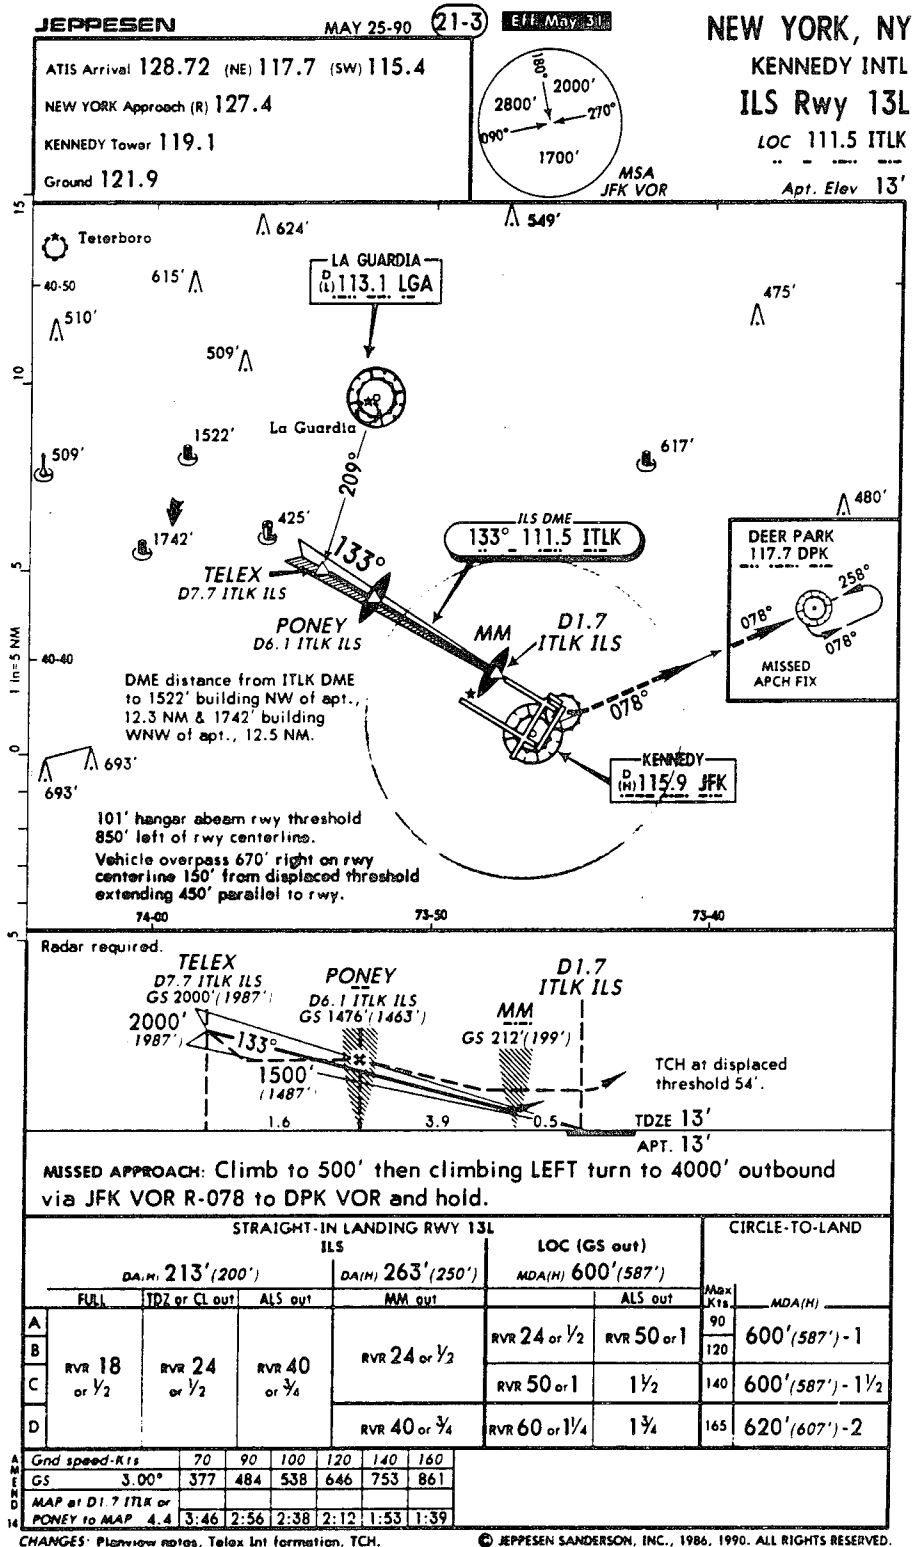 JEPPESEN MAY 25-90 21-3 Eff May 31
NEW YORK, NY
KENNEDY INTL
ILS Rwy 13L
LOC 111.5 ITLK
Apt. Elev 13'
ATIS Arrival 128.72 (NE) 117.7 (SW) 115.4
NEW YORK Approach (R) 127.4
KENNEDY Tower 119.1
Ground 121.9
180°
2000'
2800'
270°
090°
1700'
MSA
JFK VOR
15
Teterboro
624'
549'
LA GUARDIA
D
(L) 113.1 LGA
615'
40-50
475'
510'
509'
10
La Guardia
1522'
617'
509'
209°
480'
425'
1742'
ILS DME
133° 111.5 ITLK
DEER PARK
117.7 DPK
258°
078°
078°
MISSED
APCH FIX
133°
5
TELEX
D7.7 ITLK ILS
PONEY
D6.1 ITLK ILS
MM
D1.7
ITLK ILS
40-40
1 in=5 NM
DME distance from ITLK DME
to 1522' building NW of apt.,
12.3 NM & 1742' building
WNW of apt., 12.5 NM.
078°
0
693'
693'
KENNEDY
D
(H) 115.9 JFK
101' hangar abeam rwy threshold
850' left of rwy centerline.
Vehicle overpass 670' right on rwy
centerline 150' from displaced threshold
extending 450' parallel to rwy.
74-00
73-50
73-40
5
Radar required.
TELEX
D7.7 ITLK ILS
GS 2000' (1987')
2000'
(1987')
PONEY
D6.1 ITLK ILS
GS 1476' (1463')
MM
GS 212' (199')
D1.7
ITLK ILS
133°
1500'
(1487')
TCH at displaced
threshold 54'.
1.6
3.9
0.5
TDZE 13'
APT. 13'
MISSED APPROACH: Climb to 500' then climbing LEFT turn to 4000' outbound
via JFK VOR R-078 to DPK VOR and hold.
STRAIGHT-IN LANDING RWY 13L CIRCLE-TO-LAND
ILS LOC (GS out)
DA(H) 213' (200') DA(H) 263' (250') MDA(H) 600' (587')
FULL TDZ or CL out ALS out MM out ALS out Max Kts. MDA(H)
A
B
C
D
RVR 18 or 1/2
RVR 24 or 1/2
RVR 40 or 3/4
RVR 24 or 1/2
RVR 40 or 3/4
RVR 24 or 1/2 RVR 50 or 1
RVR 50 or 1 1 1/2
RVR 60 or 1 1/4 1 3/4
90
120
600' (587') - 1
140 600' (587') - 1 1/2
165 620' (607') - 2
AMEND 14
Gnd speed-Kts 70 90 100 120 140 160
GS 3.00° 377 484 538 646 753 861
MAP at D1.7 ITLK or
PONEY to MAP 4.4 3:46 2:56 2:38 2:12 1:53 1:39
CHANGES: Planview notes, Telex Int formation, TCH.
© JEPPESEN SANDERSON, INC., 1986, 1990. ALL RIGHTS RESERVED.